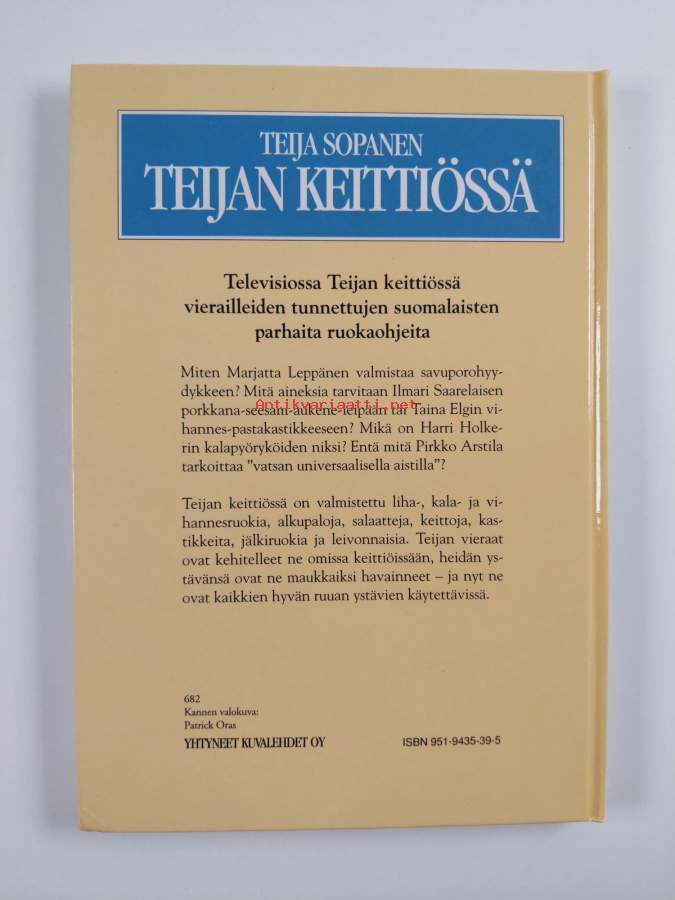 TEIJA SOPANEN
TEIJAN KEITTIÖSSÄ
Televisiossa Teijan keittiössä
vierailleiden tunnettujen suomalaisten
parhaita ruokaohjeita
Miten Marjatta Leppänen valmistaa savuporohyy-
dykkeen? Mitä aineksia tarvitaan Ilmari Saarelaisen
Antikvariaatti.net
porkkana-seesam-aukene-leipään tai Taina Elgin vi-
hannes-pastakastikkeeseen? Mikä on Harri Holke-
rin kalapyöryköiden niksi? Entä mitä Pirkko Arstila
tarkoittaa "vatsan universaalisella aistilla"?
Teijan keittiössä on valmistettu liha-, kala- ja vi-
hannesruokia, alkupaloja, salaatteja, keittoja, kas-
tikkeita, jälkiruokia ja leivonnaisia. Teijan vieraat
ovat kehitelleet ne omissa keittiöissään, heidän ys-
tävänsä ovat ne maukkaiksi havainneet – ja nyt ne
ovat kaikkien hyvän ruuan ystävien käytettävissä.
682
Kannen valokuva:
Patrick Oras
YHTYNEET KUVALEHDET OY
ISBN 951-9435-39-5